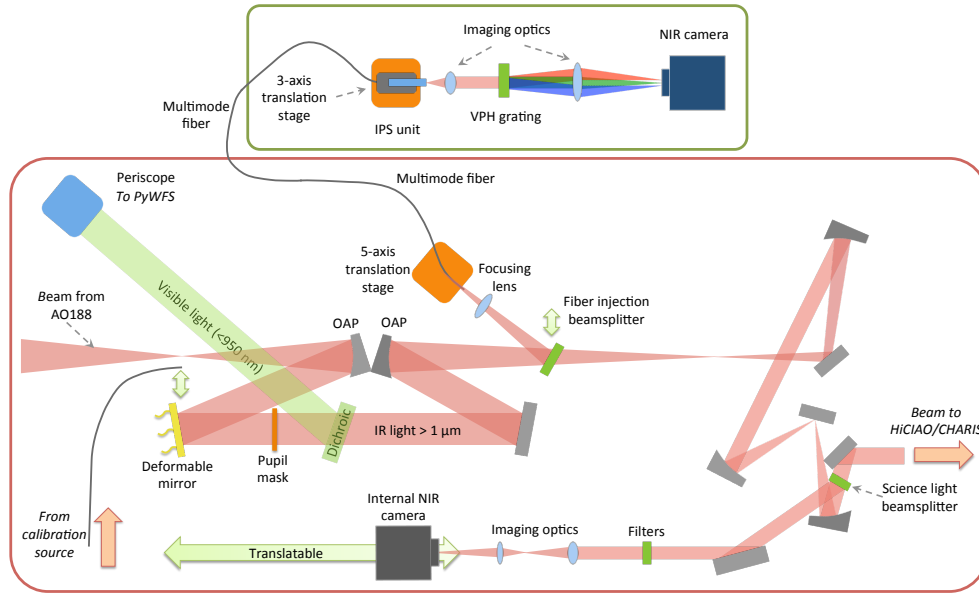 Imaging optics
NIR camera
3-axis
translation
stage
Multimode
fiber
IPS unit
VPH grating
Periscope
To PyWFS
Multimode fiber
5-axis
translation
stage
Focusing
lens
Fiber injection
beamsplitter
Beam from
AO188
Visible light (<950 nm)
OAP
OAP
Dichroic
IR light > 1 µm
Deformable
mirror
Pupil
mask
Beam to
HiCIAO/CHARIS
Science light
beamsplitter
From
calibration
source
Internal NIR
camera
Translatable
Imaging optics
Filters